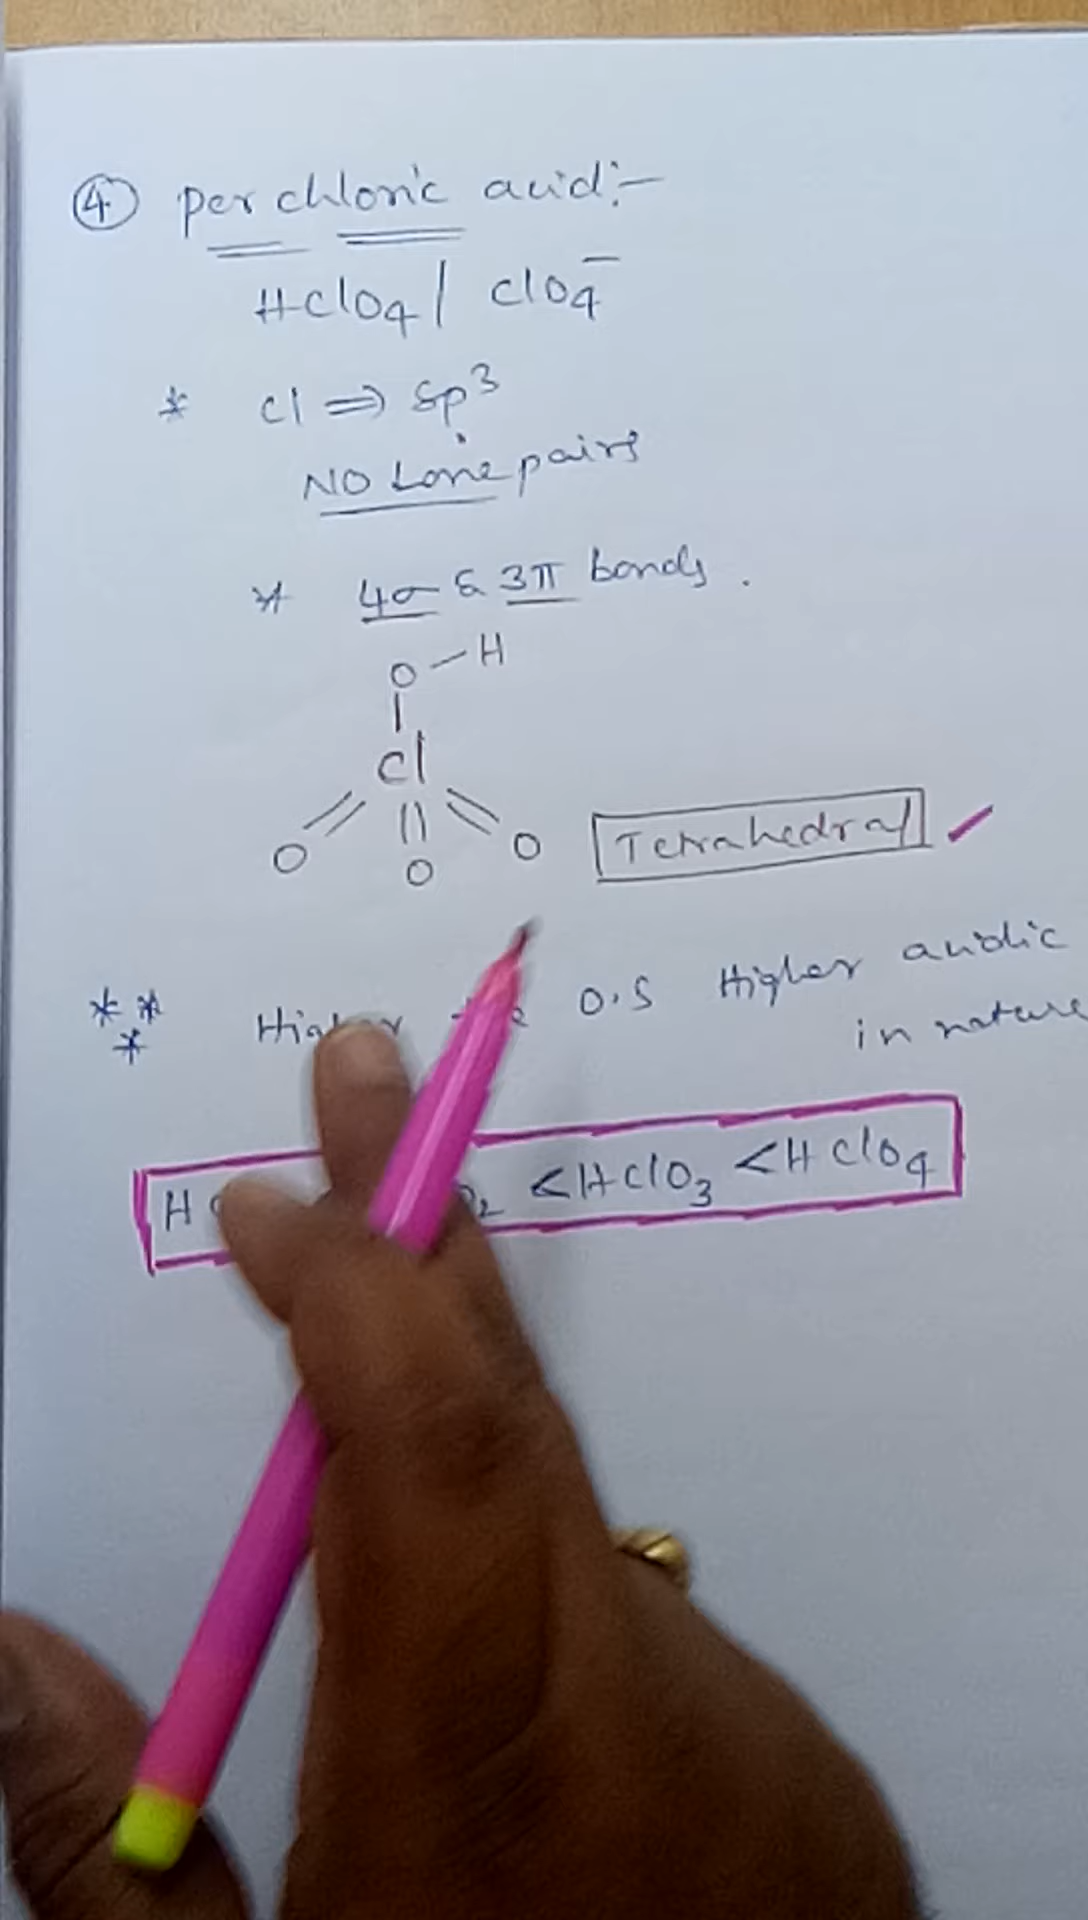 ④ Per chloric acid:-
HClO4 / ClO4-
* Cl ⇒ Sp3
NO Lone pairs
* 4σ & 3π bonds.
O - H
Cl
O O O
Tetrahedral ✓
*** O.S Higher acidic
in nature
H < HClO3 < HClO4